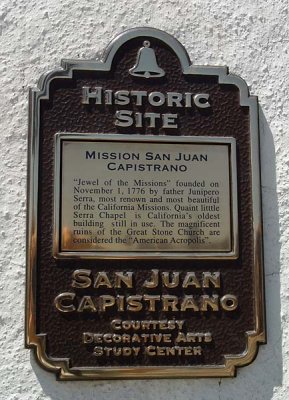 HISTORIC
SITE
MISSION SAN JUAN
CAPISTRANO
"Jewel of the Missions" founded on
November 1, 1776 by father Junipero
Serra, most renown and most beautiful
of the California Missions. Quaint little
Serra Chapel is California's oldest
building still in use. The magnificent
ruins of the Great Stone Church are
considered the "American Acropolis".
SAN JUAN
CAPISTRANO
COURTESY
DECORATIVE ARTS
STUDY CENTER